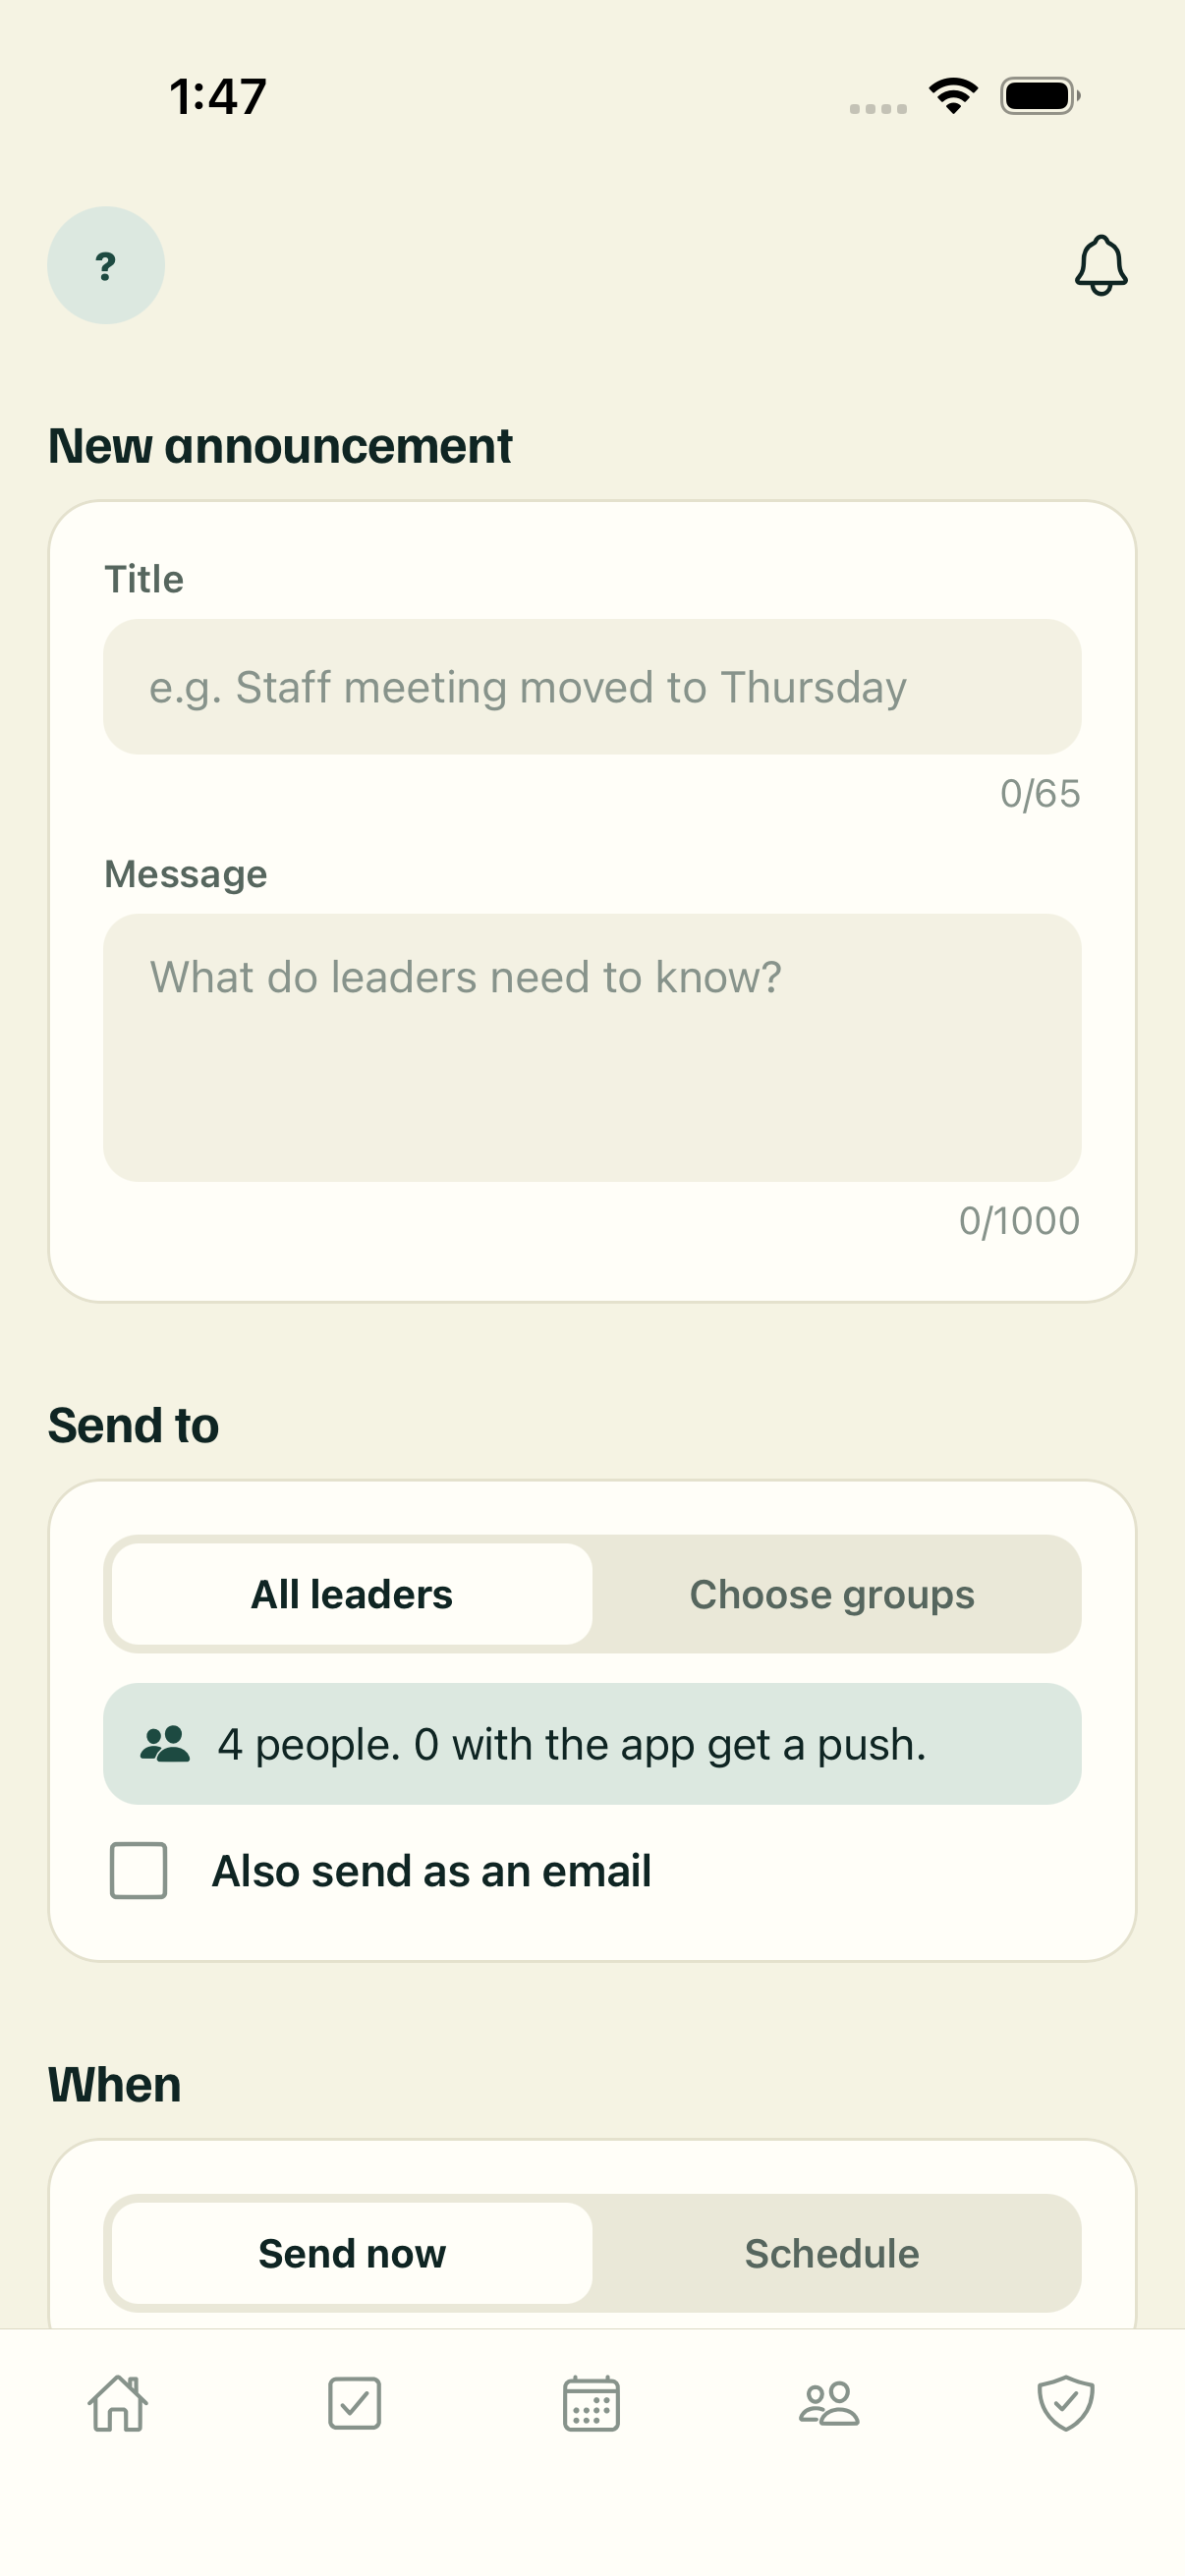 1:47
?
New announcement
Title
e.g. Staff meeting moved to Thursday
0/65
Message
What do leaders need to know?
0/1000
Send to
All leaders Choose groups
4 people. 0 with the app get a push.
Also send as an email
When
Send now Schedule